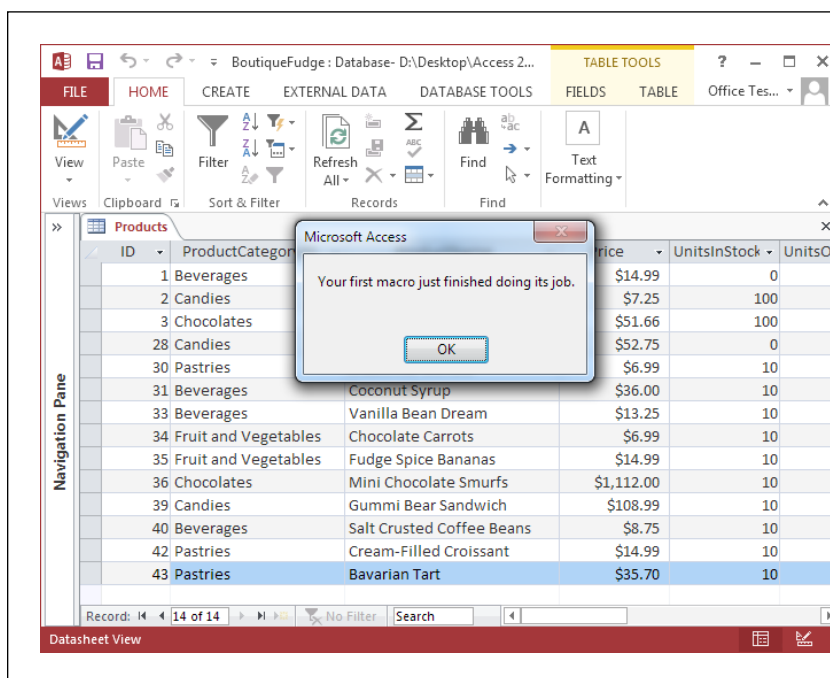 BoutiqueFudge : Database- D:\Desktop\Access 2...
TABLE TOOLS
?
FILE HOME CREATE EXTERNAL DATA DATABASE TOOLS FIELDS TABLE Office Tes...
View
Paste
Filter
Refresh
All
ABC
Find
ab
ac
A
Text
Formatting
Views Clipboard Sort & Filter Records Find
» Products
Microsoft Access
Your first macro just finished doing its job.
OK
ID ProductCategor Price UnitsInStock UnitsO
1 Beverages $14.99 0
2 Candies $7.25 100
3 Chocolates $51.66 100
28 Candies $52.75 0
30 Pastries $6.99 10
31 Beverages Coconut Syrup $36.00 10
33 Beverages Vanilla Bean Dream $13.25 10
34 Fruit and Vegetables Chocolate Carrots $6.99 10
35 Fruit and Vegetables Fudge Spice Bananas $14.99 10
36 Chocolates Mini Chocolate Smurfs $1,112.00 10
39 Candies Gummi Bear Sandwich $108.99 10
40 Beverages Salt Crusted Coffee Beans $8.75 10
42 Pastries Cream-Filled Croissant $14.99 10
43 Pastries Bavarian Tart $35.70 10
Navigation Pane
Record: 14 of 14 No Filter Search
Datasheet View